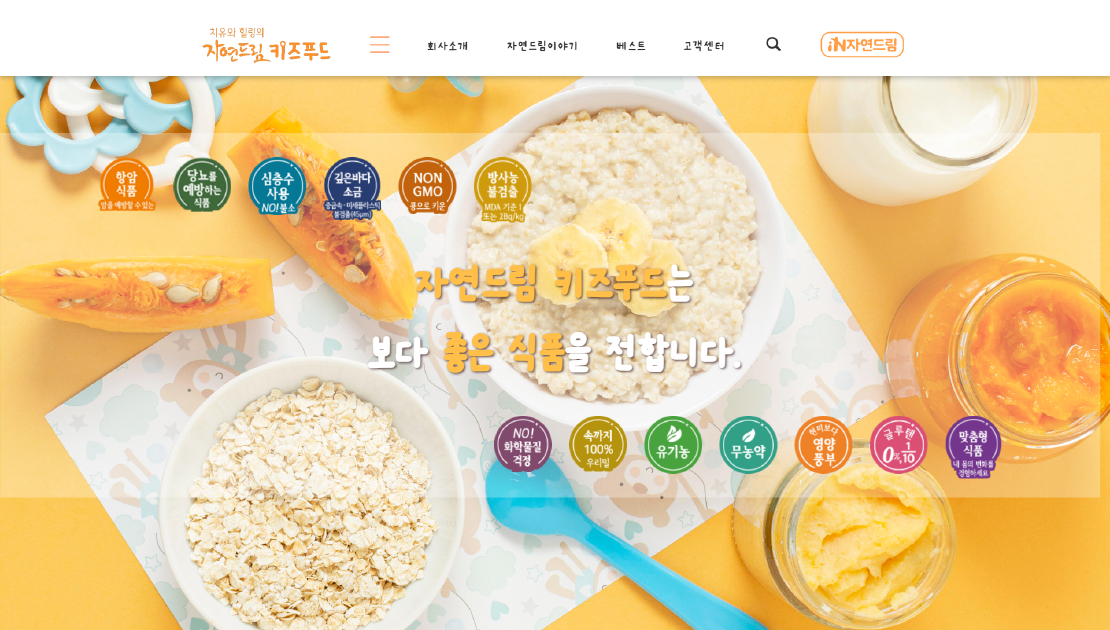 치유와 힐링의
자연드림 키즈푸드
회사소개
자연드림이야기
베스트
고객센터
iN자연드림
항암
식품
암을 예방할 수 있는
당뇨를
예방하는
식품
심층수
사용
NO!불소
깊은바다
소금
중금속·미세플라스틱
불검출(45μm)
NON
GMO
콩으로 키운
방사능
불검출
MDA 기준 1
또는 2Bq/kg
자연드림 키즈푸드는
보다 좋은 식품을 전합니다.
NO!
화학물질
걱정
속까지
100%
우리밀
유기농
무농약
현미보다
영양
풍부
글루텐
0%, 1/10
맞춤형
식품
내 몸의 변화를
경험하세요